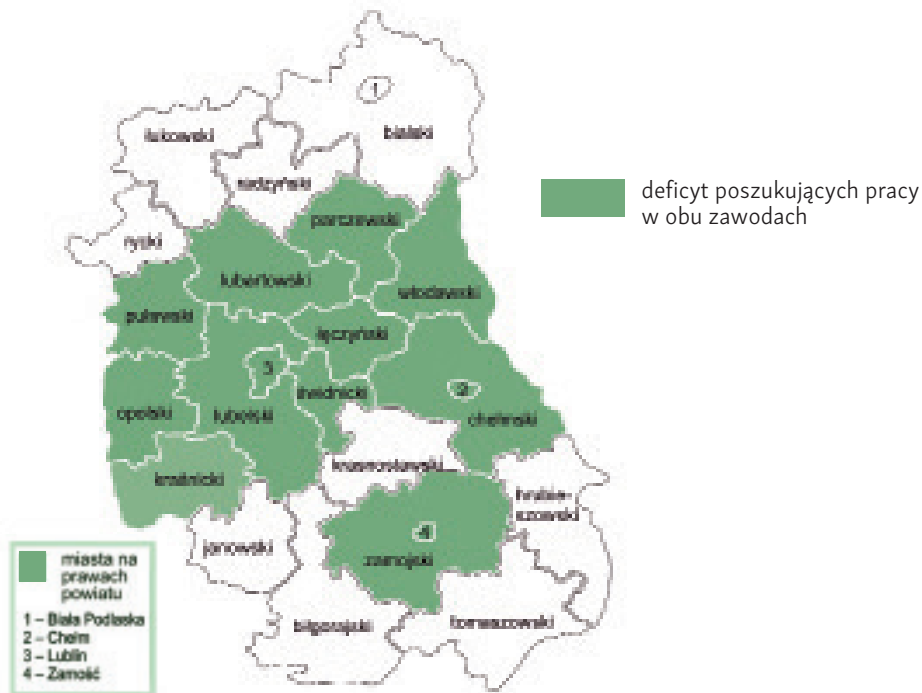 1
łukowski
bialski
radzyński
parczewski
ryski
lubartowski
włodawski
puławski
łęczyński
3
świdnicki
2
opolski
lubelski
chełmski
krasnostawski
kraśnicki
hrubie-
szowski
4
janowski
zamojski
biłgorajski
tomaszowski
deficyt poszukujących pracy
w obu zawodach
miasta na
prawach
powiatu
1 – Biała Podlaska
2 – Chełm
3 – Lublin
4 – Zamość